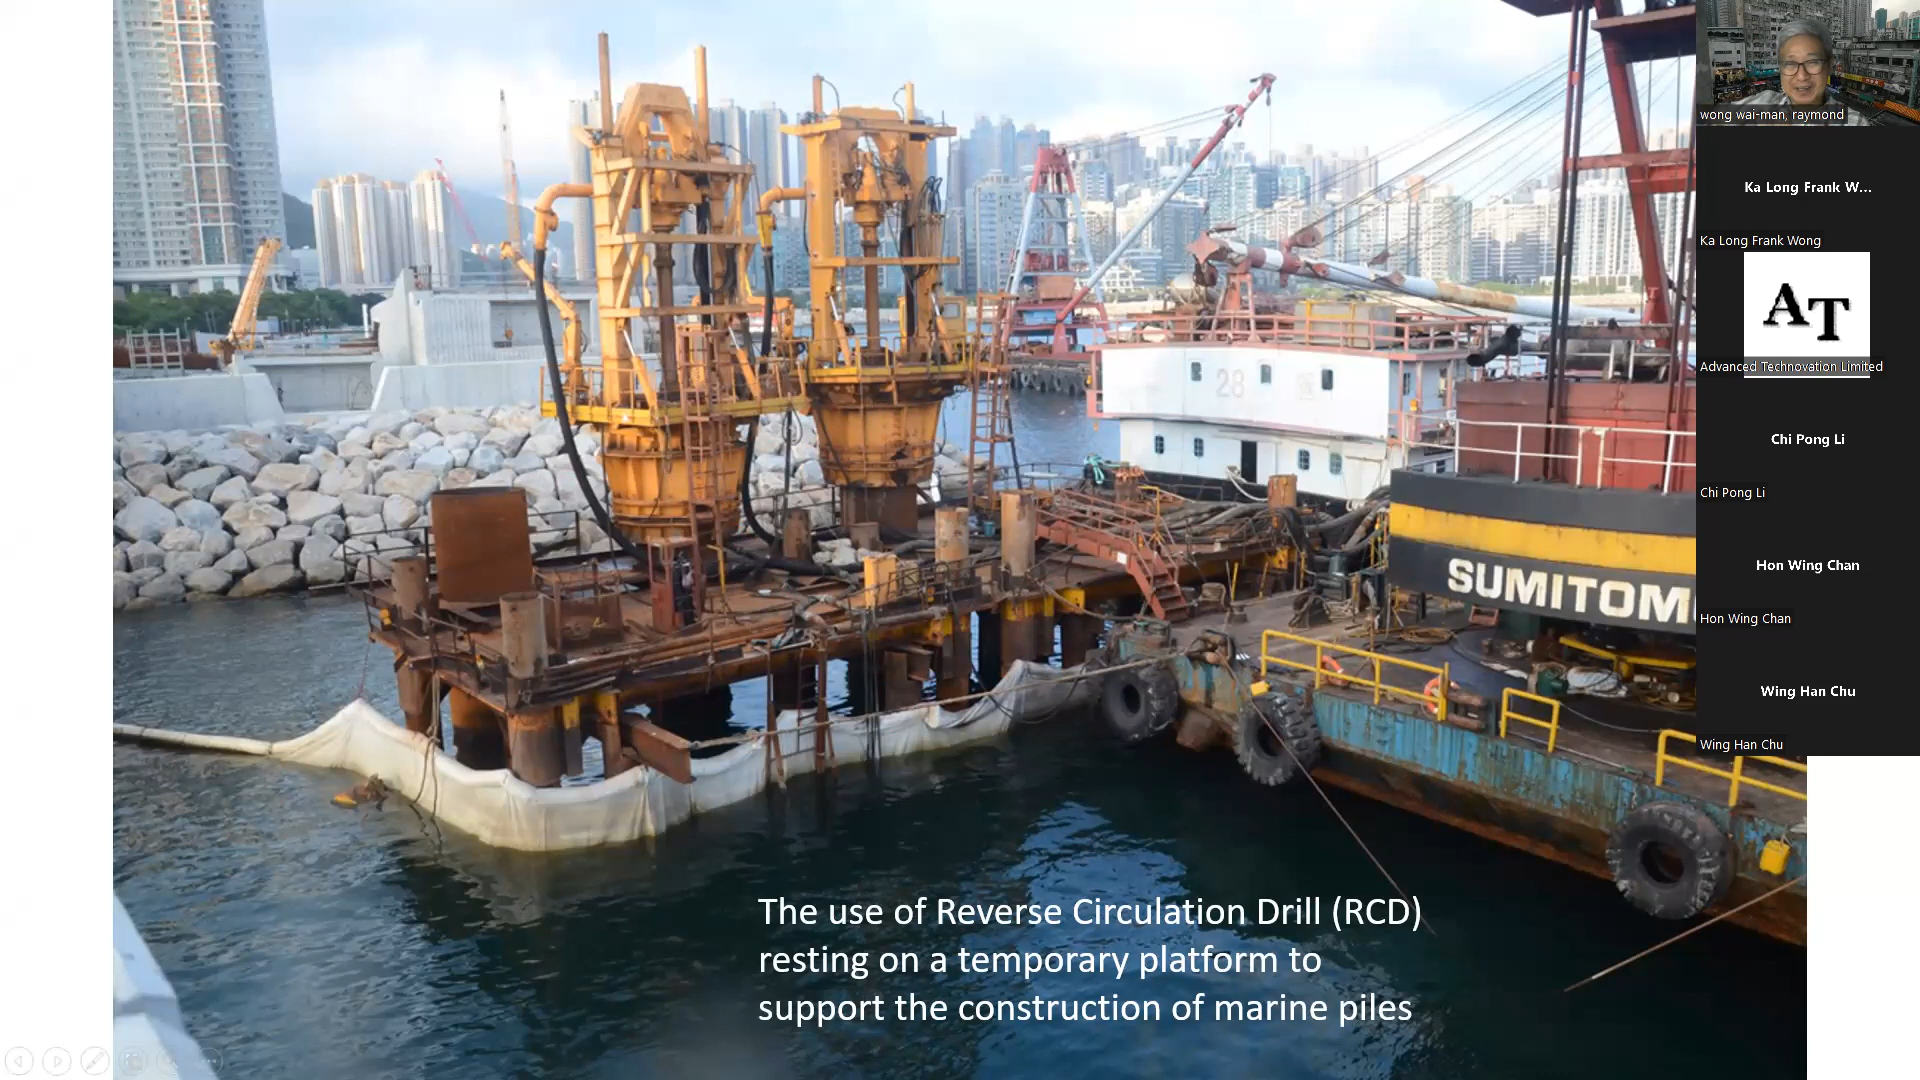 wong wai-man, raymond
Ka Long Frank W...
Ka Long Frank Wong
AT
Advanced Technovation Limited
Chi Pong Li
Chi Pong Li
Hon Wing Chan
Hon Wing Chan
Wing Han Chu
Wing Han Chu
28
SUMITOM
The use of Reverse Circulation Drill (RCD)
resting on a temporary platform to
support the construction of marine piles